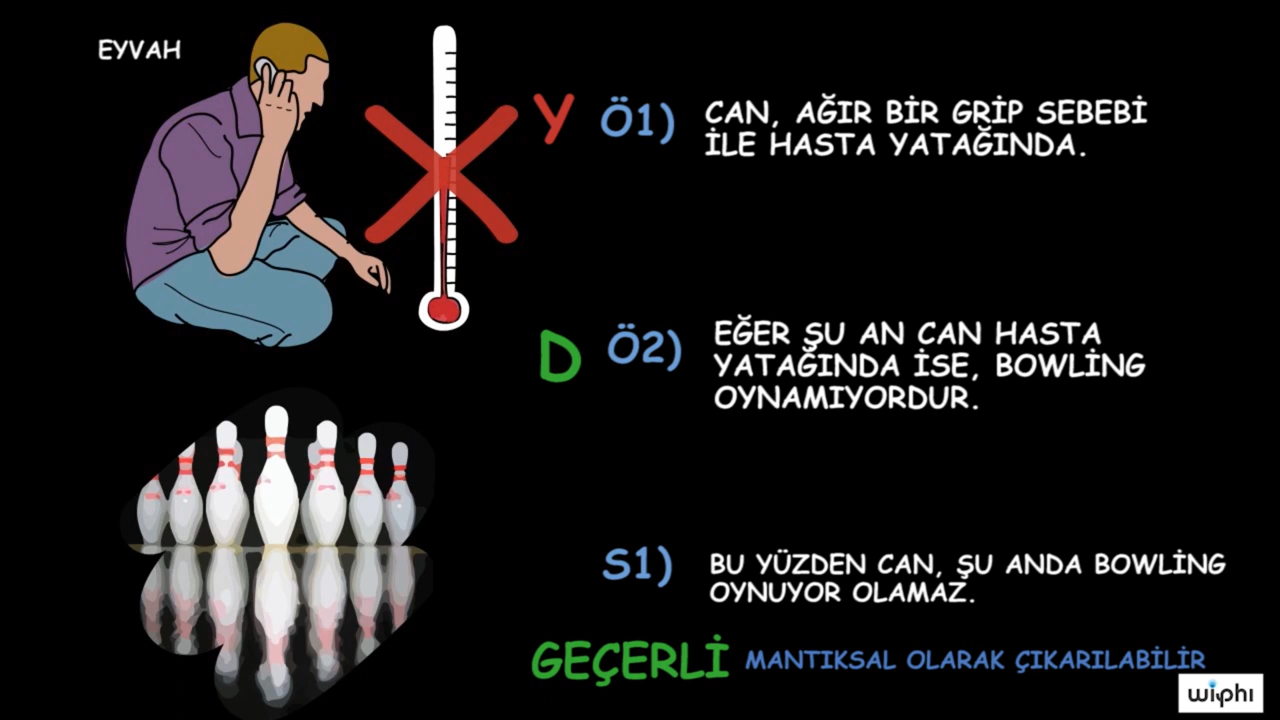 EYVAH
Y Ö1) CAN, AĞIR BİR GRİP SEBEBİ
İLE HASTA YATAĞINDA.
D Ö2) EĞER ŞU AN CAN HASTA
YATAĞINDA İSE, BOWLİNG
OYNAMIYORDUR.
S1) BU YÜZDEN CAN, ŞU ANDA BOWLİNG
OYNUYOR OLAMAZ.
GEÇERLİ MANTIKSAL OLARAK ÇIKARILABİLİR
wiphi